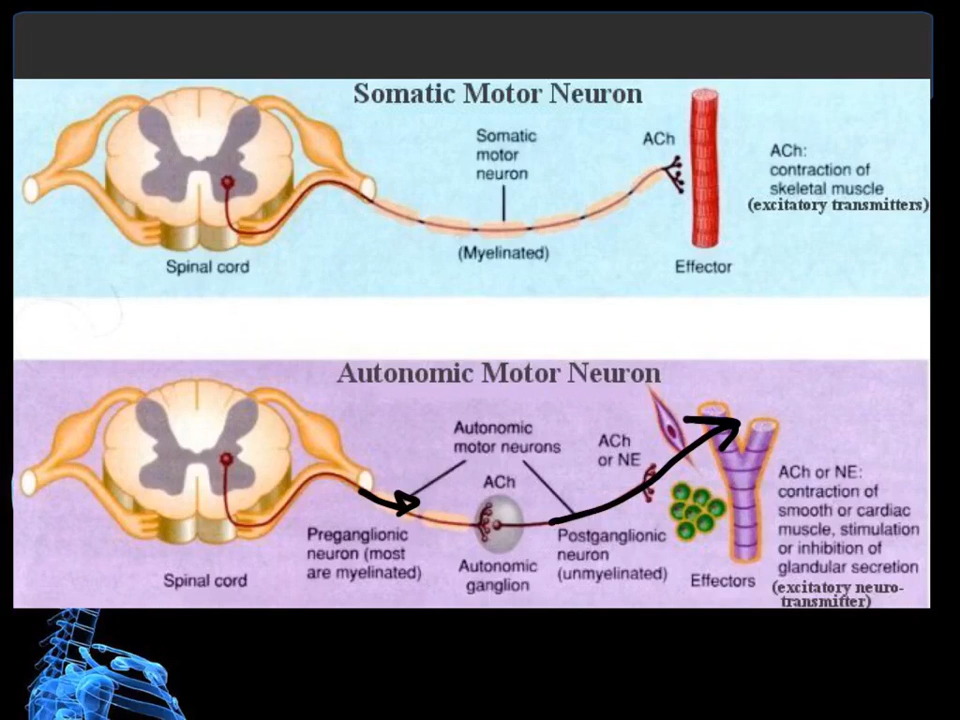 Somatic Motor Neuron
Somatic
motor
neuron
ACh
ACh:
contraction of
skeletal muscle
(excitatory transmitters)
(Myelinated)
Spinal cord
Effector
Autonomic Motor Neuron
Autonomic
motor neurons
ACh
ACh
or NE
ACh or NE:
contraction of
smooth or cardiac
muscle, stimulation
or inhibition of
glandular secretion
(excitatory neuro-
transmitter)
Preganglionic
neuron (most
are myelinated)
Autonomic
ganglion
Postganglionic
neuron
(unmyelinated)
Spinal cord
Effectors